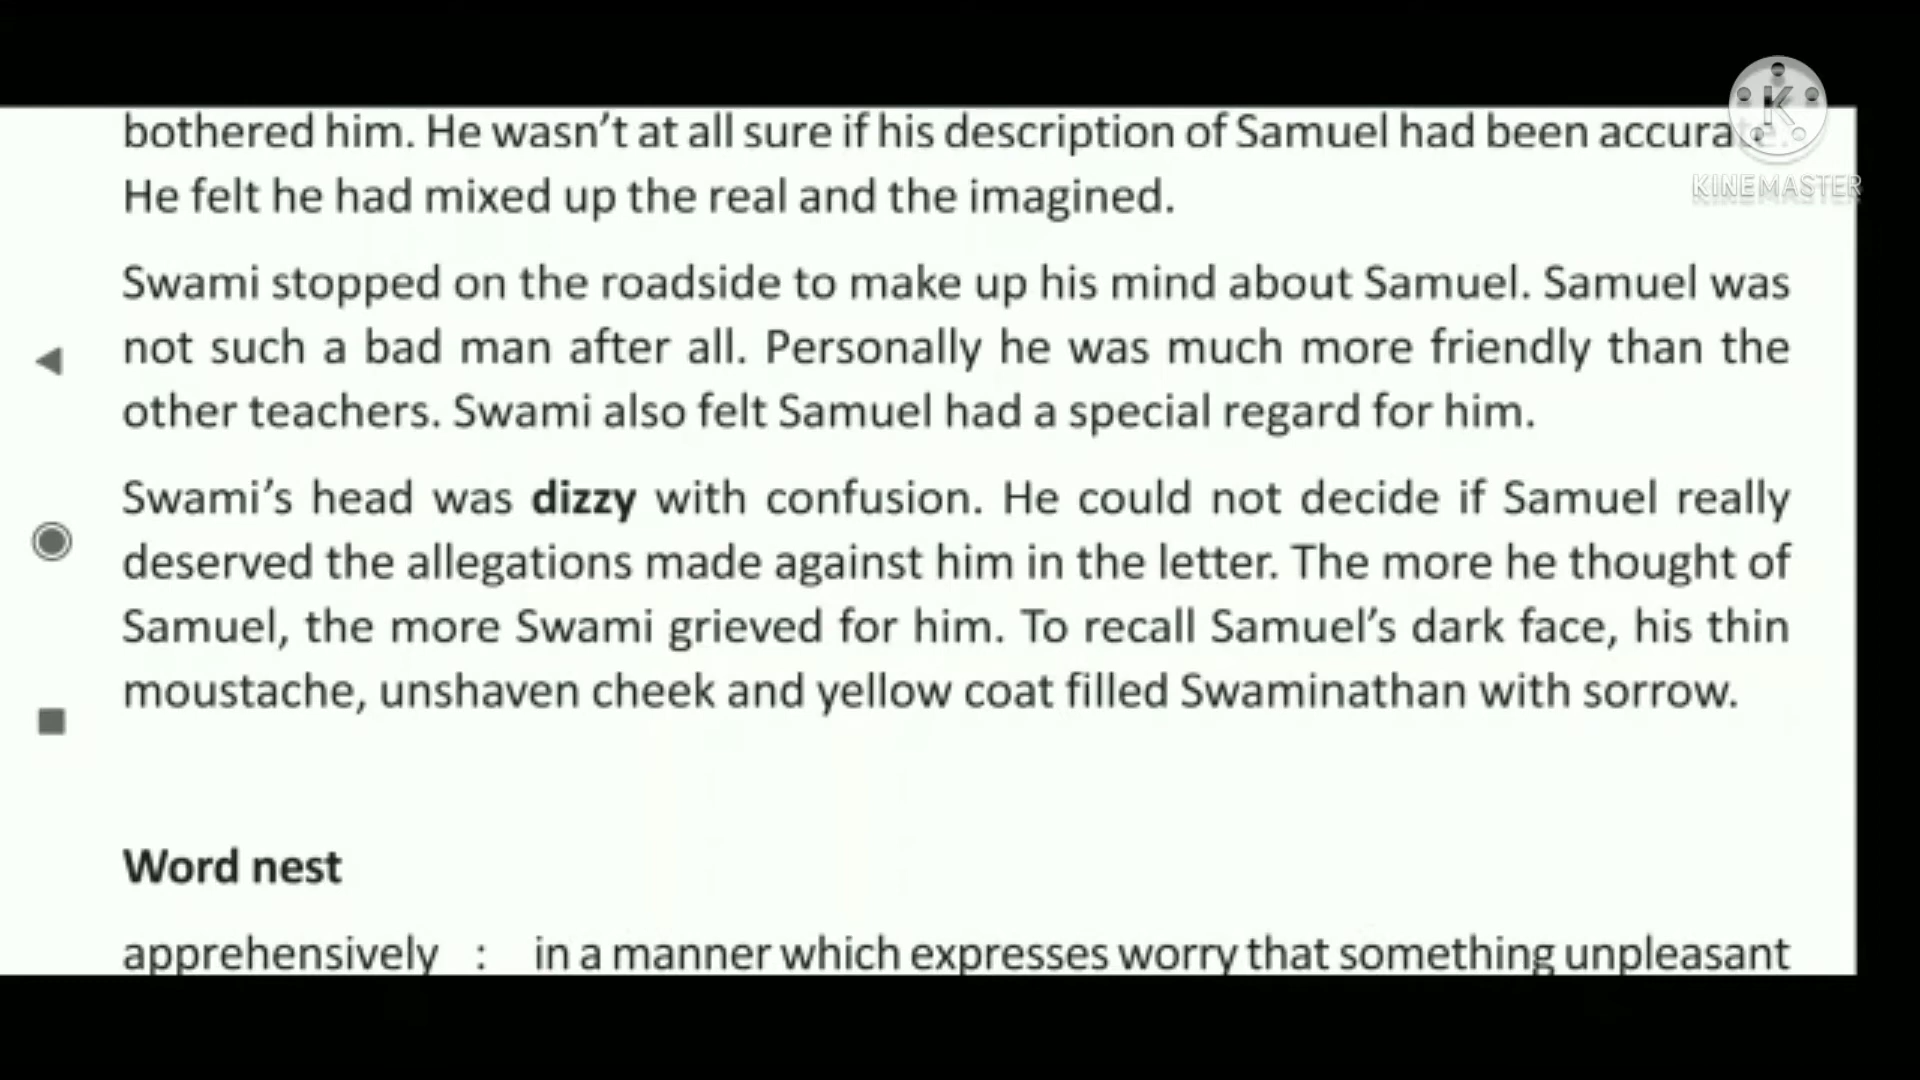 bothered him. He wasn't at all sure if his description of Samuel had been accurate.
He felt he had mixed up the real and the imagined.
Swami stopped on the roadside to make up his mind about Samuel. Samuel was
not such a bad man after all. Personally he was much more friendly than the
other teachers. Swami also felt Samuel had a special regard for him.
Swami's head was dizzy with confusion. He could not decide if Samuel really
deserved the allegations made against him in the letter. The more he thought of
Samuel, the more Swami grieved for him. To recall Samuel's dark face, his thin
moustache, unshaven cheek and yellow coat filled Swaminathan with sorrow.
Word nest
apprehensively : in a manner which expresses worry that something unpleasant
K
KINEMASTER